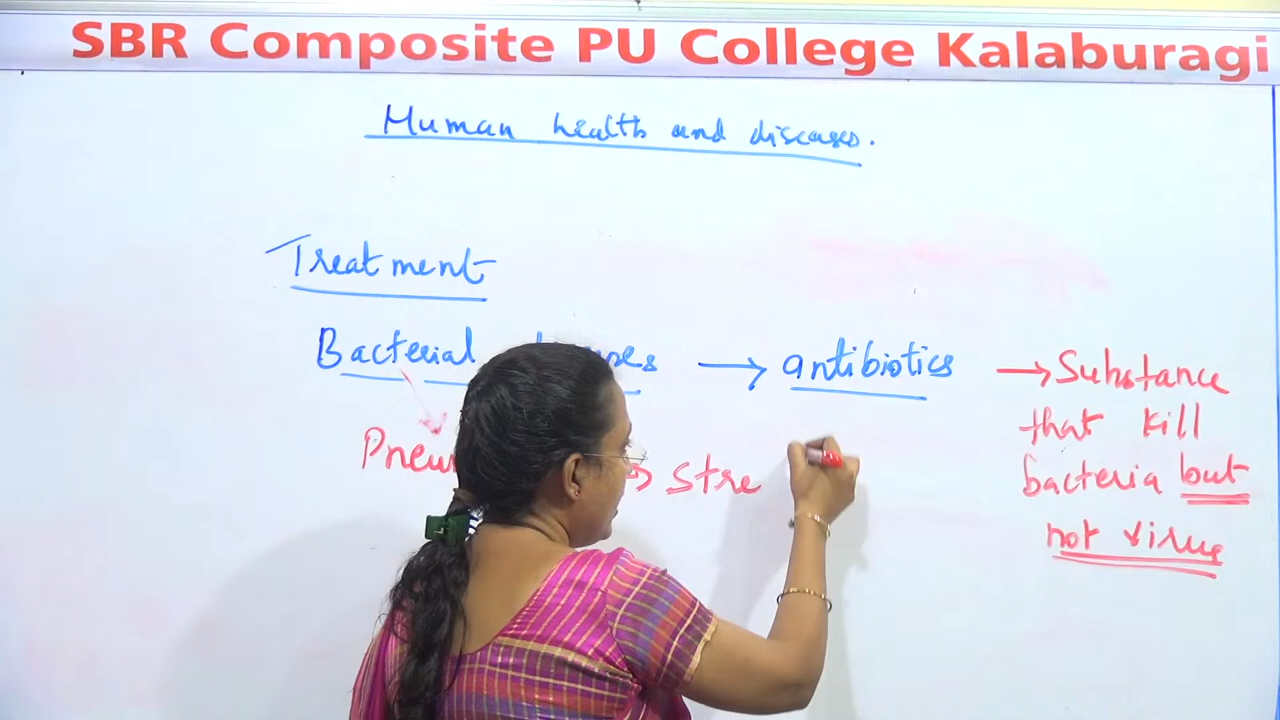 SBR Composite PU College Kalaburagi
Human health and diseases.
Treatment
Bacterial → antibiotics → Substance
that kill
bacteria but
not virus
→ stre